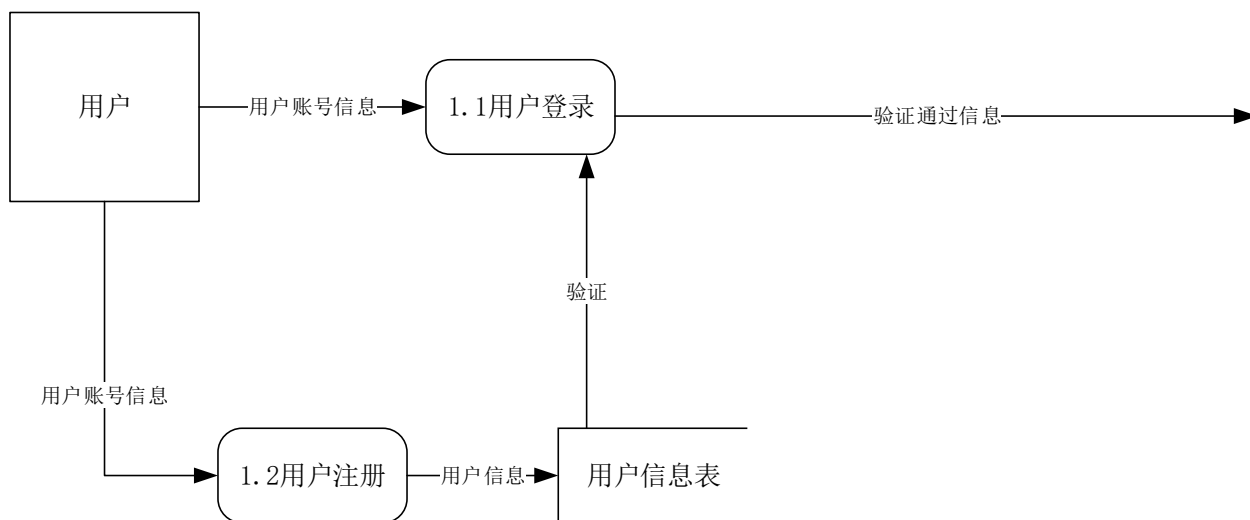 用户
用户账号信息
1.1用户登录
验证通过信息
验证
用户账号信息
1.2用户注册
用户信息
用户信息表